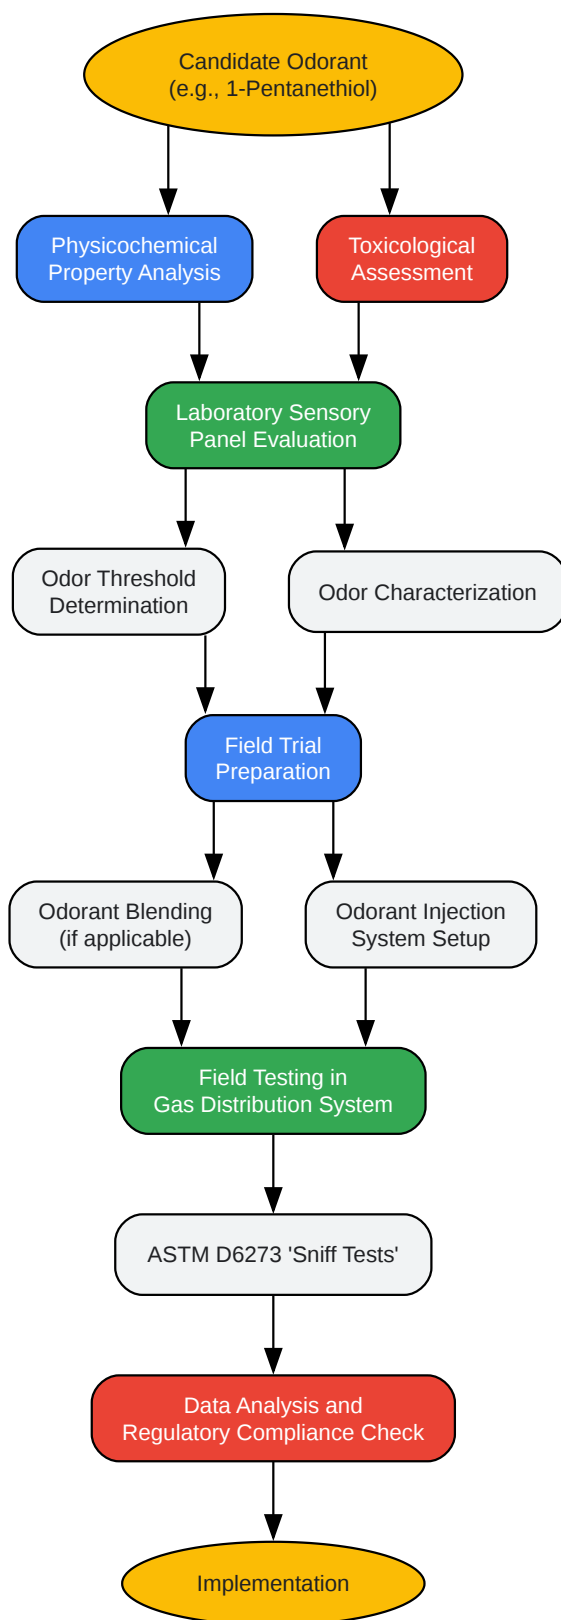 Candidate Odorant
(e.g., 1-Pentanethiol)
Physicochemical
Property Analysis
Toxicological
Assessment
Laboratory Sensory
Panel Evaluation
Odor Threshold
Determination
Odor Characterization
Field Trial
Preparation
Odorant Blending
(if applicable)
Odorant Injection
System Setup
Field Testing in
Gas Distribution System
ASTM D6273 'Sniff Tests'
Data Analysis and
Regulatory Compliance Check
Implementation